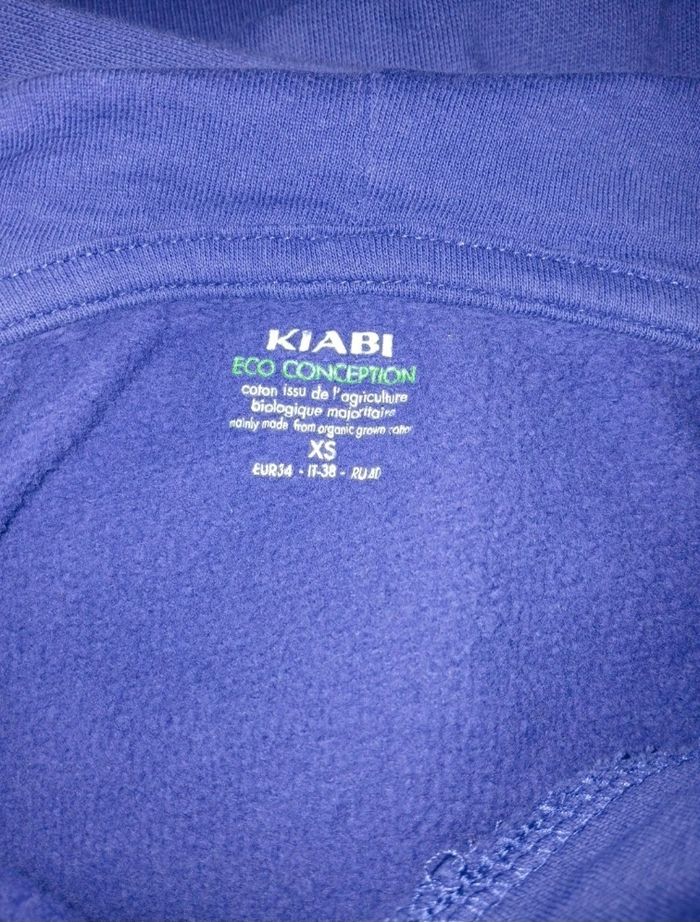 KIABI
ECO CONCEPTION
coton issu de l'agriculture
biologique majoritaire
mainly made from organic grown cotton
XS
EUR34 - IT-38 - RU40